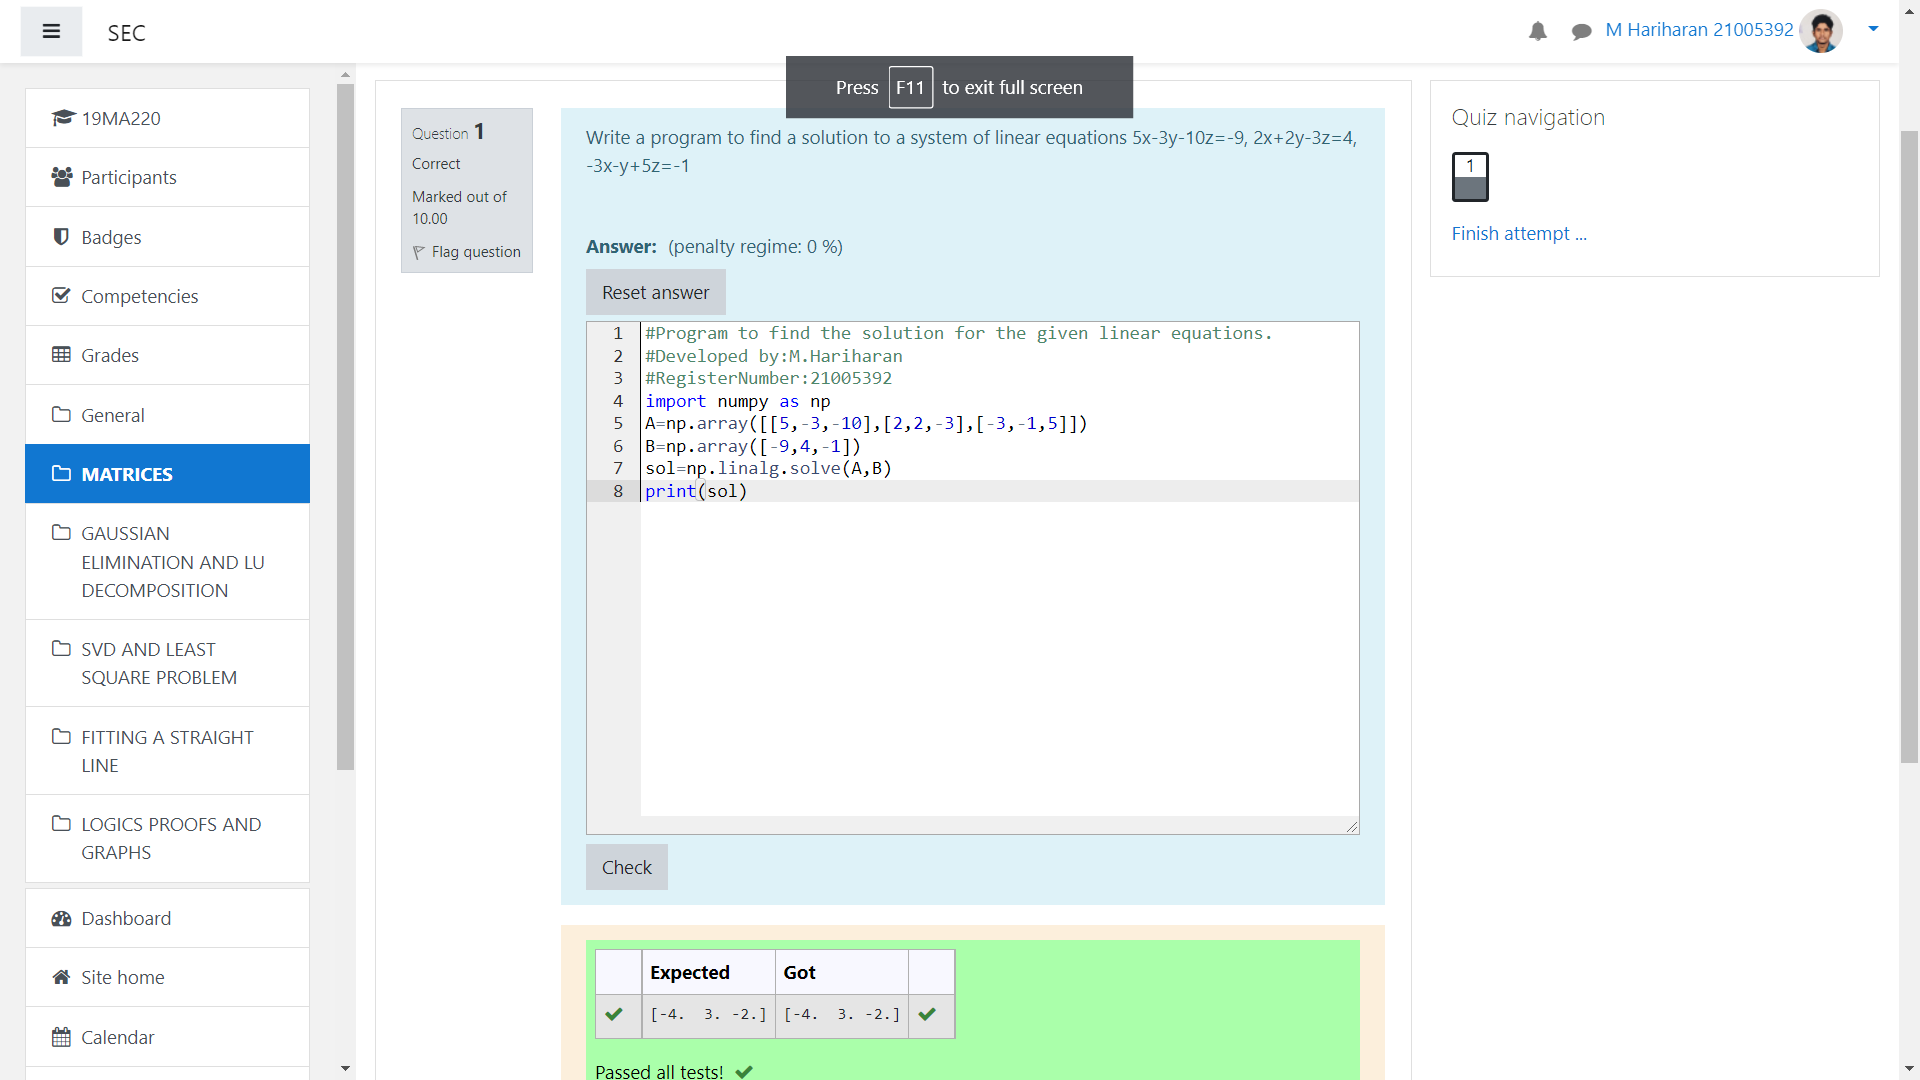 SEC
M Hariharan 21005392
Press F11 to exit full screen
19MA220
Participants
Badges
Competencies
Grades
General
MATRICES
GAUSSIAN
ELIMINATION AND LU
DECOMPOSITION
SVD AND LEAST
SQUARE PROBLEM
FITTING A STRAIGHT
LINE
LOGICS PROOFS AND
GRAPHS
Dashboard
Site home
Calendar
Question 1
Correct
Marked out of
10.00
Flag question
Write a program to find a solution to a system of linear equations 5x-3y-10z=-9, 2x+2y-3z=4,
-3x-y+5z=-1
Answer: (penalty regime: 0 %)
Reset answer
1 #Program to find the solution for the given linear equations.
2 #Developed by:M.Hariharan
3 #RegisterNumber:21005392
4 import numpy as np
5 A=np.array([[5,-3,-10],[2,2,-3],[-3,-1,5]])
6 B=np.array([-9,4,-1])
7 sol=np.linalg.solve(A,B)
8 print(sol)
Check
Expected Got
[-4.  3. -2.] [-4.  3. -2.]
Passed all tests!
Quiz navigation
1
Finish attempt ...